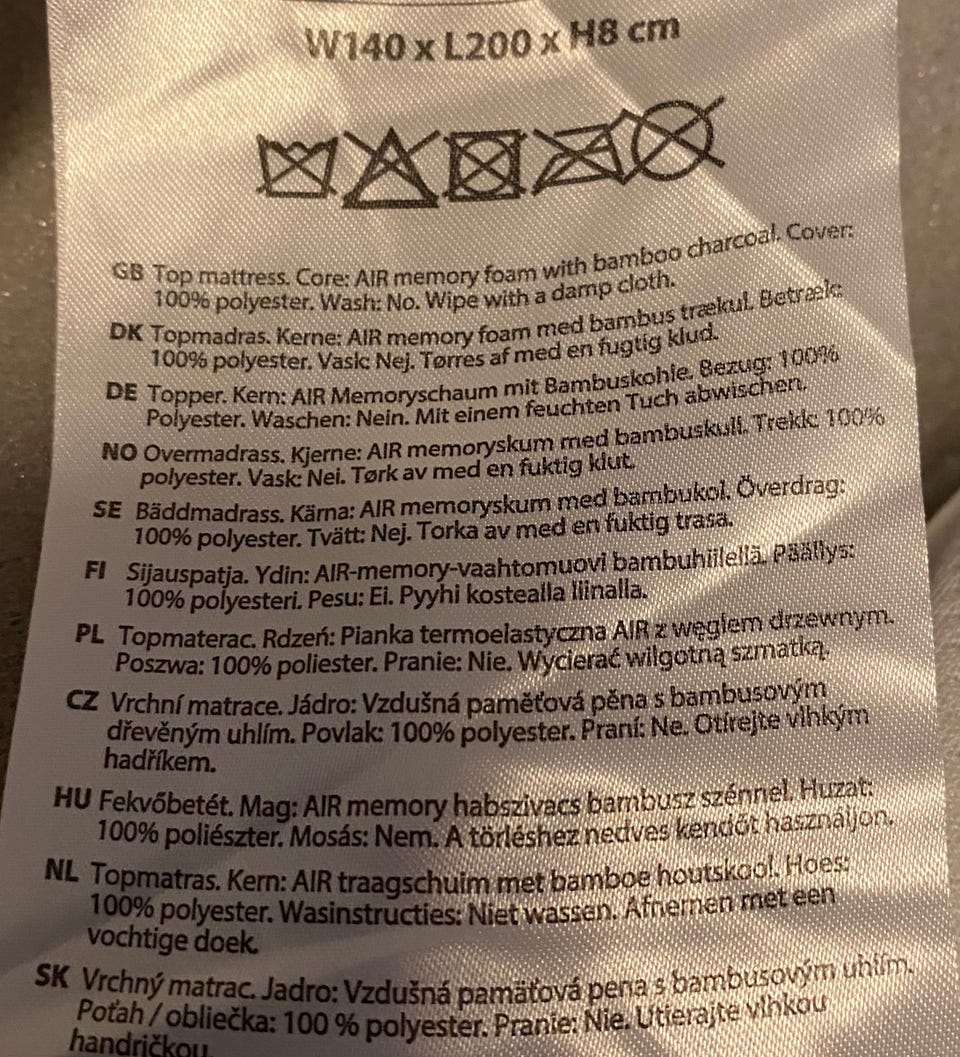 W140 x L200 x H8 cm
GB Top mattress. Core: AIR memory foam with bamboo charcoal. Cover:
100% polyester. Wash: No. Wipe with a damp cloth.
DK Topmadras. Kerne: AIR memory foam med bambus trækul. Betræk:
100% polyester. Vask: Nej. Tørres af med en fugtig klud.
DE Topper. Kern: AIR Memoryschaum mit Bambuskohle. Bezug: 100%
Polyester. Waschen: Nein. Mit einem feuchten Tuch abwischen.
NO Overmadrass. Kjerne: AIR memoryskum med bambuskull. Trekk: 100%
polyester. Vask: Nei. Tørk av med en fuktig klut.
SE Bäddmadrass. Kärna: AIR memoryskum med bambukol. Överdrag:
100% polyester. Tvätt: Nej. Torka av med en fuktig trasa.
FI Sijauspatja. Ydin: AIR-memory-vaahtomuovi bambuhiilellä. Päällys:
100% polyesteri. Pesu: Ei. Pyyhi kostealla liinalla.
PL Topmaterac. Rdzeń: Pianka termoelastyczna AIR z węglem drzewnym.
Poszwa: 100% poliester. Pranie: Nie. Wycierać wilgotną szmatką.
CZ Vrchní matrace. Jádro: Vzdušná paměťová pěna s bambusovým
dřevěným uhlím. Povlak: 100% polyester. Praní: Ne. Otírejte vlhkým
hadříkem.
HU Fekvőbetét. Mag: AIR memory habszivacs bambusz szénnel. Huzat:
100% poliészter. Mosás: Nem. A törléshez nedves kendőt használjon.
NL Topmatras. Kern: AIR traagschuim met bamboe houtskool. Hoes:
100% polyester. Wasinstructies: Niet wassen. Afnemen met een
vochtige doek.
SK Vrchný matrac. Jadro: Vzdušná pamäťová pena s bambusovým uhlím.
Poťah / obliečka: 100 % polyester. Pranie: Nie. Utierajte vlhkou
handričkou.